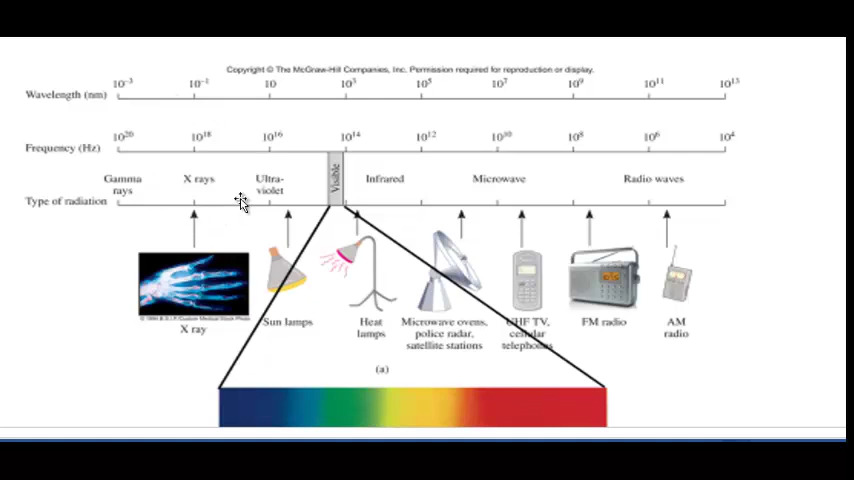 Copyright © The McGraw-Hill Companies, Inc. Permission required for reproduction or display.
10⁻³ 10⁻¹ 10 10³ 10⁵ 10⁷ 10⁹ 10¹¹ 10¹³
Wavelength (nm)
10²⁰ 10¹⁸ 10¹⁶ 10¹⁴ 10¹² 10¹⁰ 10⁸ 10⁶ 10⁴
Frequency (Hz)
Gamma rays X rays Ultra-violet Visible Infrared Microwave Radio waves
Type of radiation
X ray
Sun lamps
Heat lamps
Microwave ovens,
police radar,
satellite stations
UHF TV,
cellular
telephones
FM radio
AM
radio
(a)